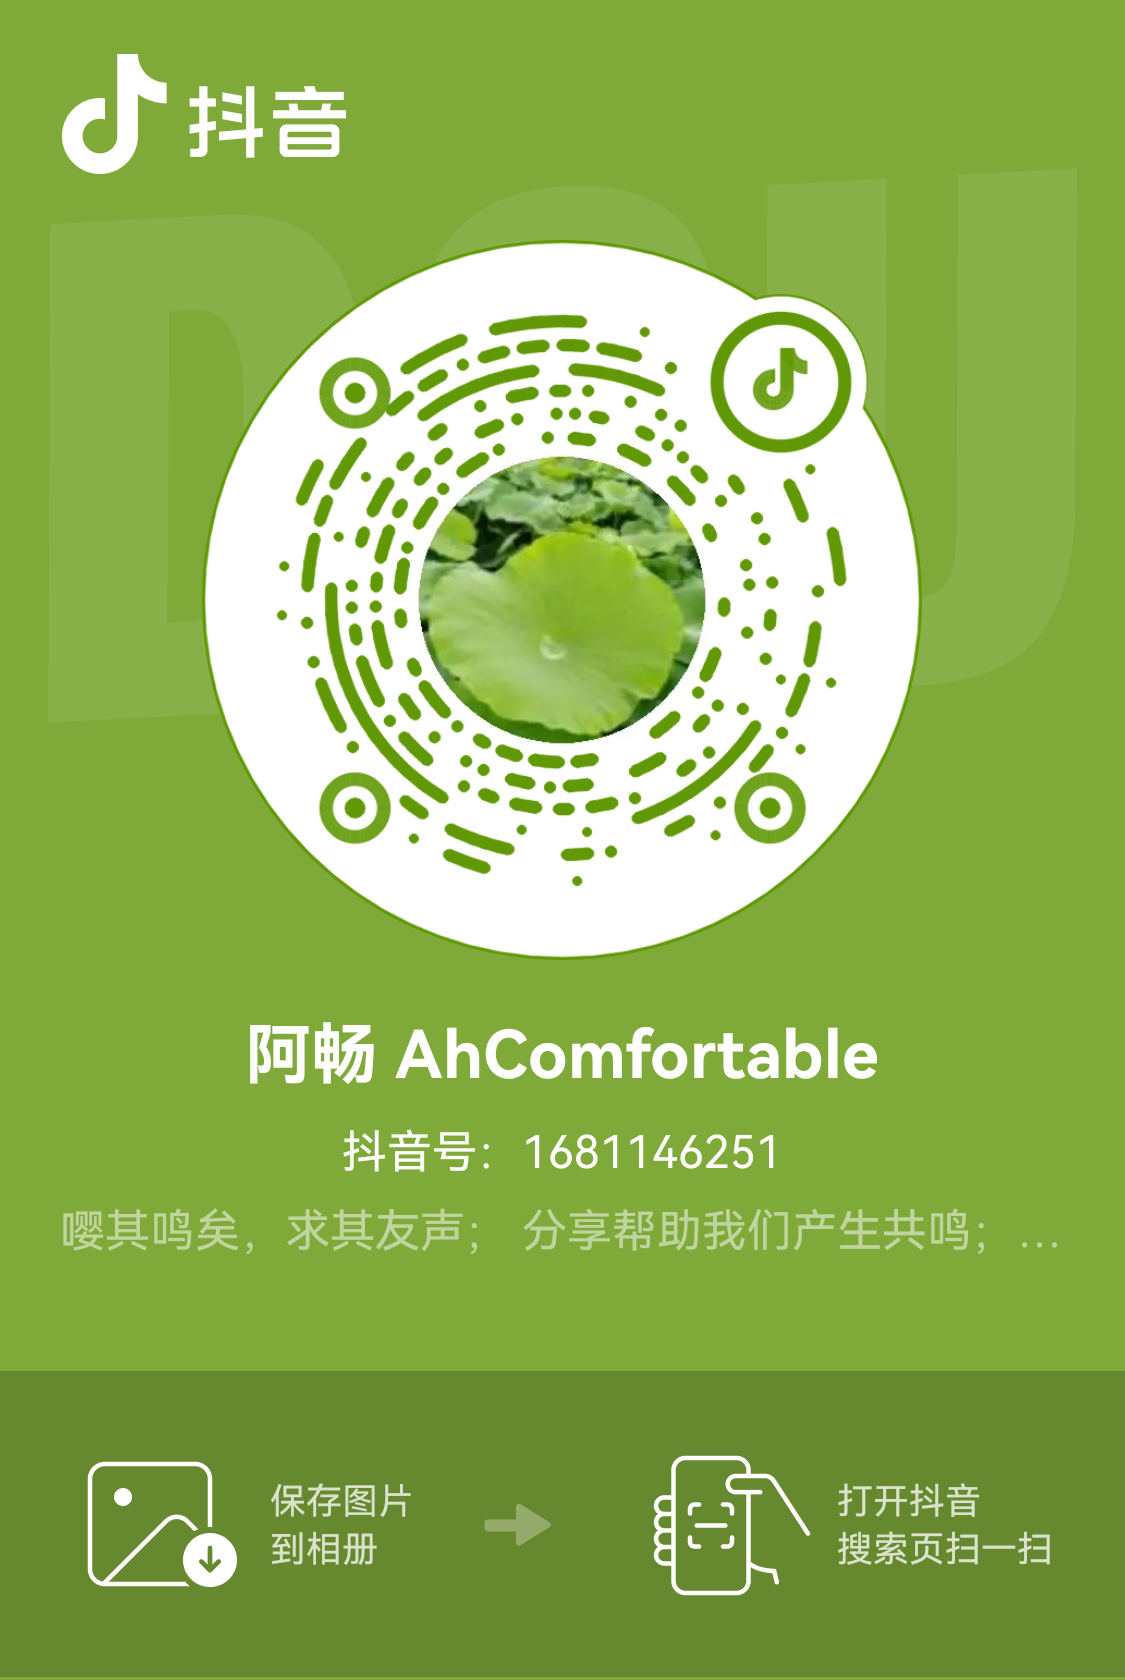 抖音
DOU
阿畅 AhComfortable
抖音号：1681146251
嘤其鸣矣，求其友声； 分享帮助我们产生共鸣；...
保存图片
到相册
打开抖音
搜索页扫一扫